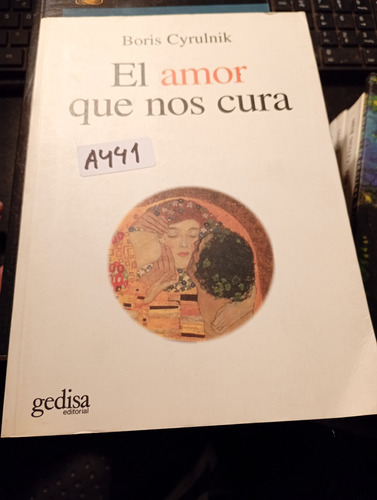 Boris Cyrulnik
El amor
que nos cura
A441
gedisa
editorial